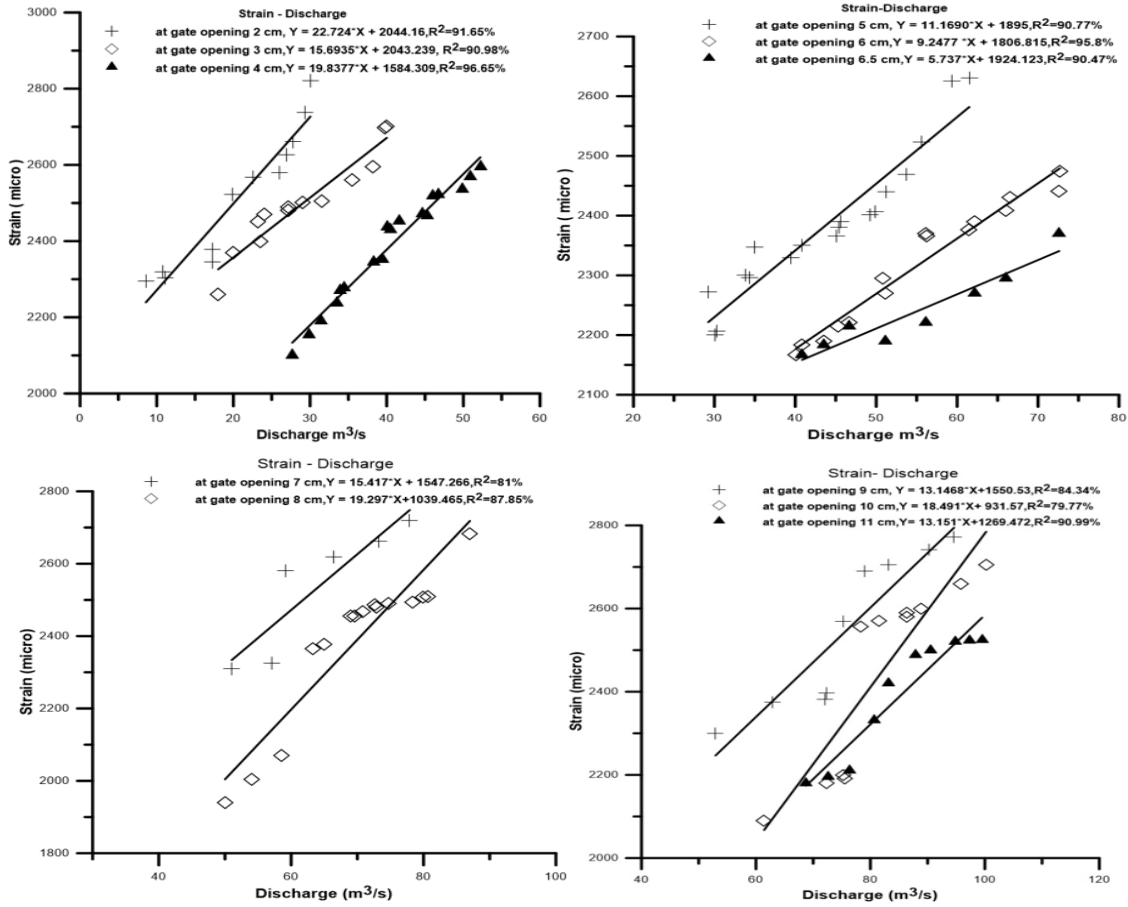 Strain - Discharge
at gate opening 2 cm, Y = 22.724*X + 2044.16,R²=91.65%
at gate opening 3 cm,Y = 15.6935*X + 2043.239, R²=90.98%
at gate opening 4 cm,Y = 19.8377*X + 1584.309,R²=96.65%
3000
2800
2600
2400
2200
2000
Strain ( micro)
0
10
20
30
40
50
60
Discharge m³/s
Strain-Discharge
at gate opening 5 cm, Y = 11.1690*X + 1895,R²=90.77%
at gate opening 6 cm, Y = 9.2477 *X + 1806.815,R²=95.8%
at gate opening 6.5 cm,Y = 5.737*X + 1924.123,R²=90.47%
2700
2600
2500
2400
2300
2200
2100
Strain ( micro)
20
30
40
50
60
70
80
Discharge m³/s
Strain - Discharge
at gate opening 7 cm,Y = 15.417*X + 1547.266,R²=81%
at gate opening 8 cm,Y = 19.297*X+1039.465,R²=87.85%
2800
2600
2400
2200
2000
1800
Strain (micro)
40
60
80
100
Discharge (m³/s)
Strain- Discharge
at gate opening 9 cm, Y = 13.1468*X+1550.53,R²=84.34%
at gate opening 10 cm,Y = 18.491*X+ 931.57,R²=79.77%
at gate opening 11 cm,Y= 13.151*X+1269.472,R²=90.99%
2800
2600
2400
2200
2000
Strain (micro)
40
60
80
100
120
Discharge (m³/s)